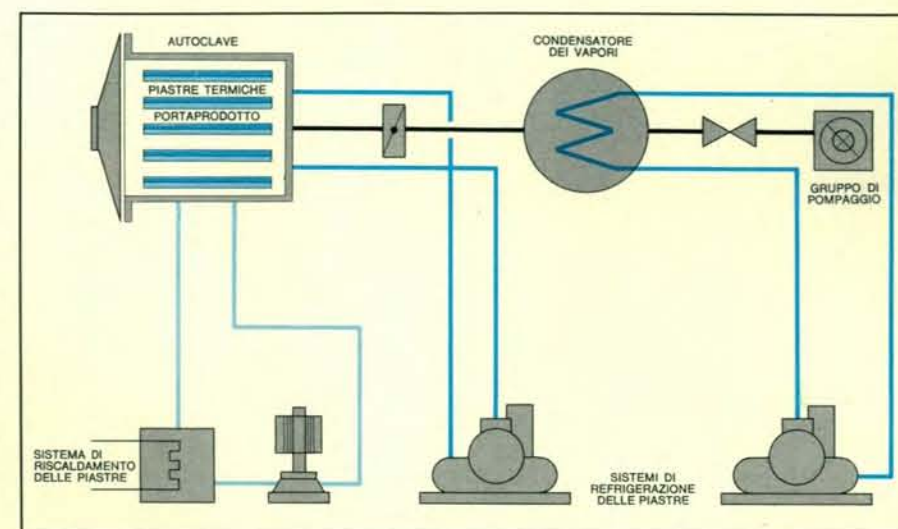 AUTOCLAVE
PIASTRE TERMICHE
PORTAPRODOTTO
CONDENSATORE
DEI VAPORI
GRUPPO DI
POMPAGGIO
SISTEMA DI
RISCALDAMENTO
DELLE PIASTRE
SISTEMI DI
REFRIGERAZIONE
DELLE PIASTRE